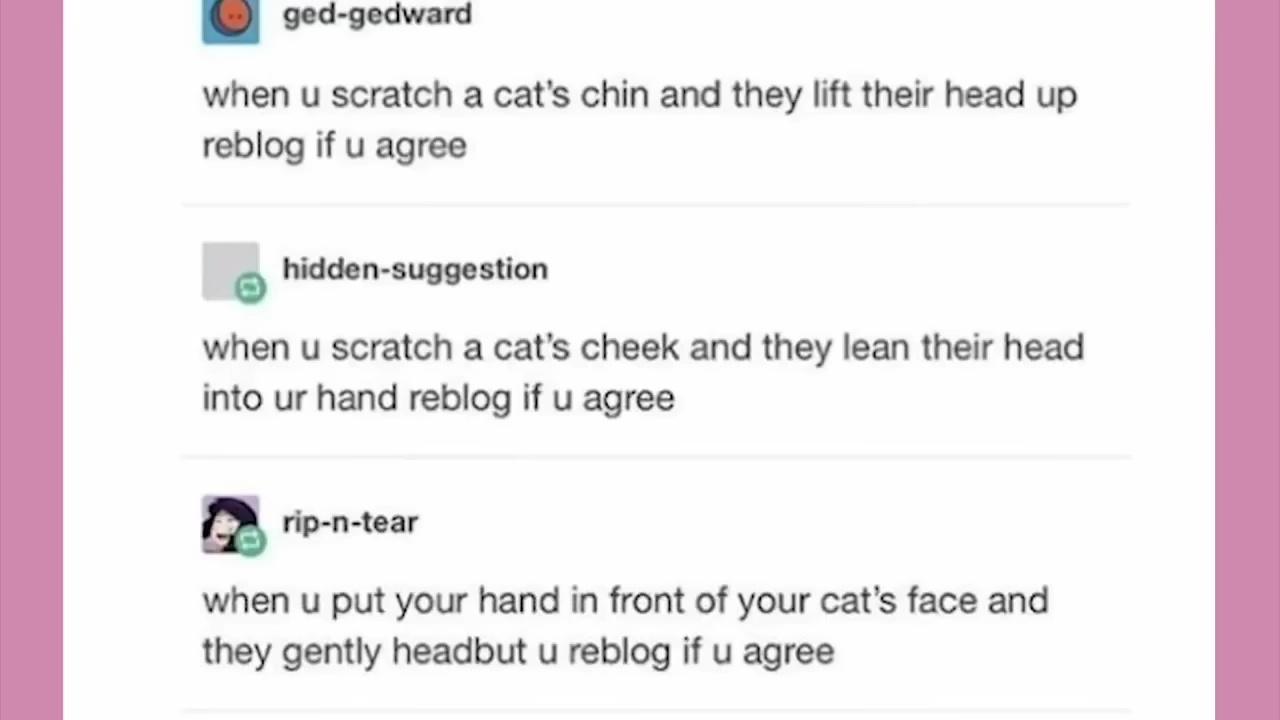 ged-gedward
when u scratch a cat's chin and they lift their head up
reblog if u agree
hidden-suggestion
when u scratch a cat's cheek and they lean their head
into ur hand reblog if u agree
rip-n-tear
when u put your hand in front of your cat's face and
they gently headbut u reblog if u agree